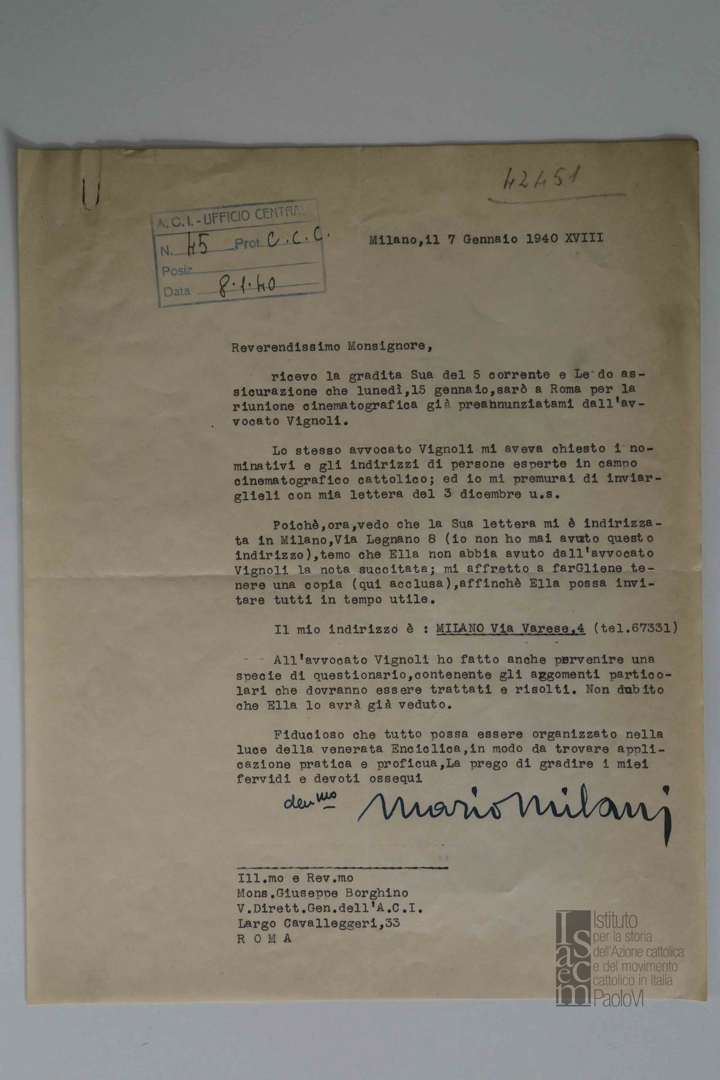 42451
A.C.I. - UFFICIO CENTRA
N. 45 Prot. C.C.C.
Posiz.
Data 8.1.40
Milano,il 7 Gennaio 1940 XVIII
Reverendissimo Monsignore,
ricevo la gradita Sua del 5 corrente e Le do as-
sicurazione che lunedì,15 gennaio,sarò a Roma per la
riunione cinematografica già preannunziatami dall'av-
vocato Vignoli.
Lo stesso avvocato Vignoli mi aveva chiesto i no-
minativi e gli indirizzi di persone esperte in campo
cinematografico cattolico; ed io mi premurai di inviar-
glieli con mia lettera del 3 dicembre u.s.
Poichè,ora,vedo che la Sua lettera mi è indirizza-
ta in Milano,Via Legnano 8 (io non ho mai avuto questo
indirizzo),temo che Ella non abbia avuto dall'avvocato
Vignoli la nota succitata; mi affretto a farGliene te-
nere una copia (qui acclusa),affinchè Ella possa invi-
tare tutti in tempo utile.
Il mio indirizzo è : MILANO Via Varese,4 (tel.67331)
All'avvocato Vignoli ho fatto anche pervenire una
specie di questionario,contenente gli argomenti partico-
lari che dovranno essere trattati e risolti. Non dubito
che Ella lo avrà già veduto.
Fiducioso che tutto possa essere organizzato nella
luce della venerata Enciclica,in modo da trovare appli-
cazione pratica e proficua,La prego di gradire i miei
fervidi e devoti ossequi
dev.mo Mario Milani
Ill.mo e Rev.mo
Mons.Giuseppe Borghino
V.Dirett.Gen.dell'A.C.I.
Largo Cavalleggeri,33
R O M A
Isacem
Istituto
per la storia
dell'Azione cattolica
e del movimento
cattolico in Italia
PaoloVI